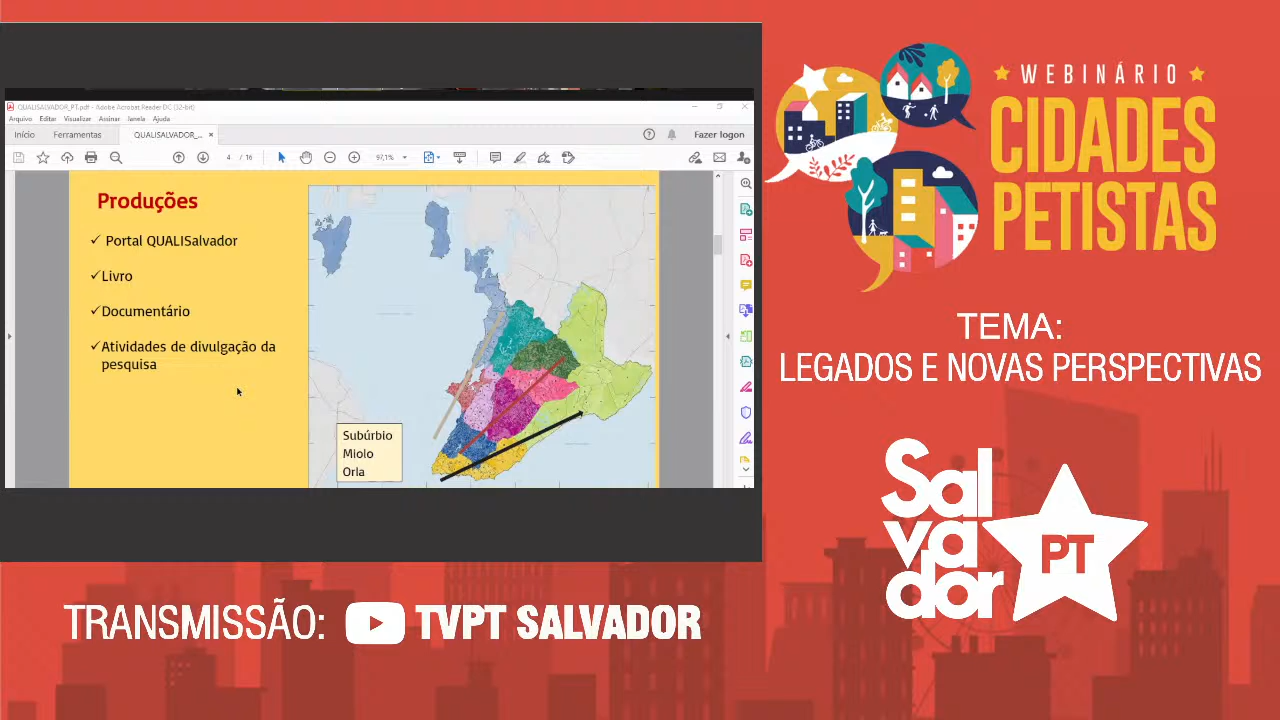 QUALISALVADOR_PT.pdf - Adobe Acrobat Reader DC (32-bit)
Arquivo Editar Visualizar Assinar Janela Ajuda
Início Ferramentas QUALISALVADOR_... × Fazer logon
4 / 16 97,1%
Produções
✓ Portal QUALISalvador
✓ Livro
✓ Documentário
✓ Atividades de divulgação da
pesquisa
Subúrbio
Miolo
Orla
WEBINÁRIO
CIDADES
PETISTAS
TEMA:
LEGADOS E NOVAS PERSPECTIVAS
Sal
va
dor
PT
TRANSMISSÃO: TVPT SALVADOR